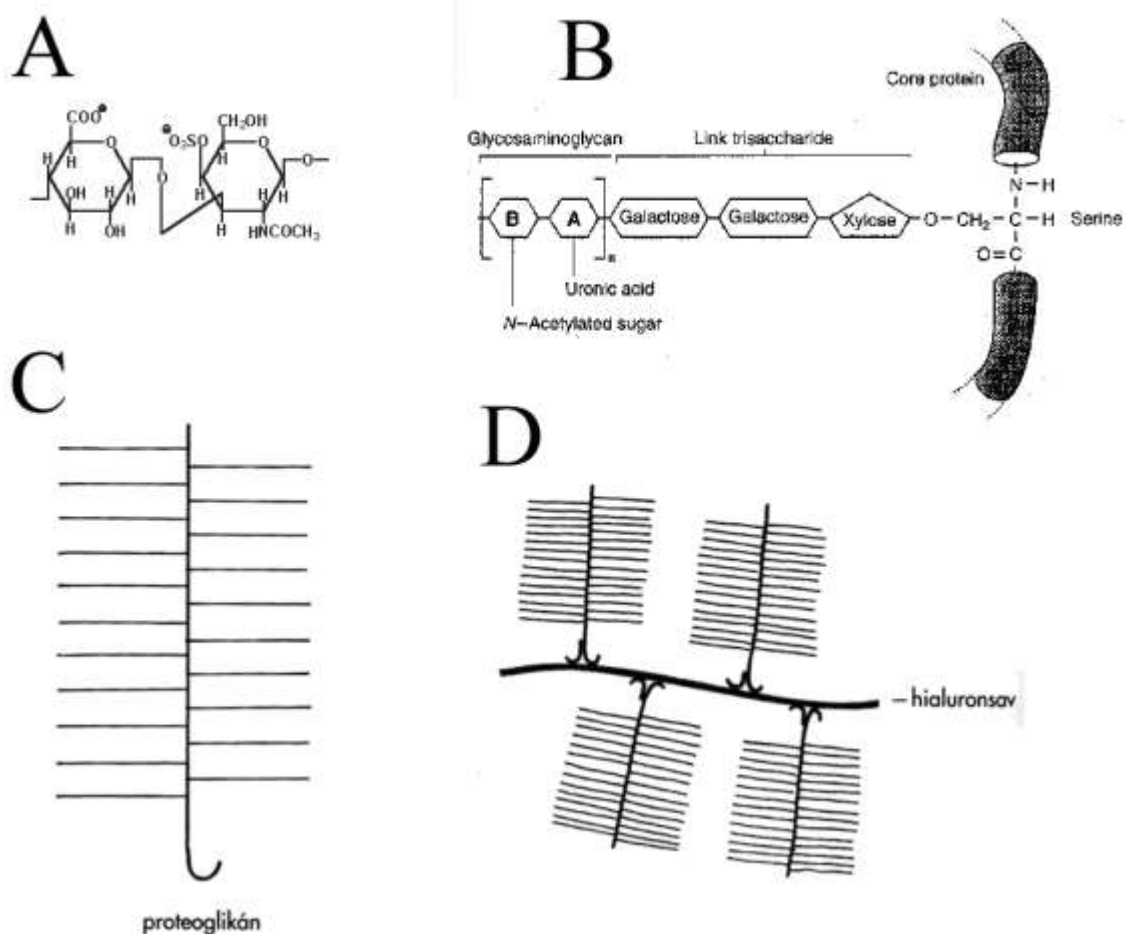 A
COO⊖
H
O
H
OH
H
H
OH
H
O
⊖
O₃SO
CH₂OH
H
O
H
H
H
HNCOCH₃
O
B
Core protein
Glycosaminoglycan
Link trisaccharide
N–H
B
A
Galactose
Galactose
Xylose
O – CH₂ – C – H Serine
n
O=C
Uronic acid
N–Acetylated sugar
C
proteoglikán
D
hialuronsav